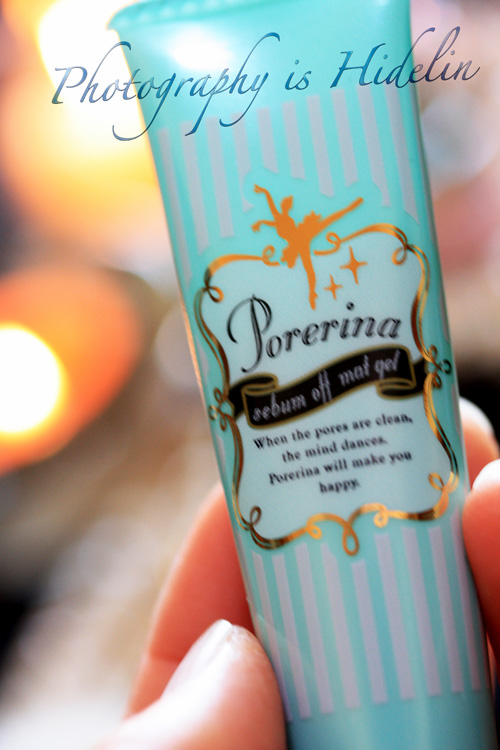 Photography is Hidelin
Porerina
sebum off mat gel
When the pores are clean,
the mind dances.
Porerina will make you
happy.